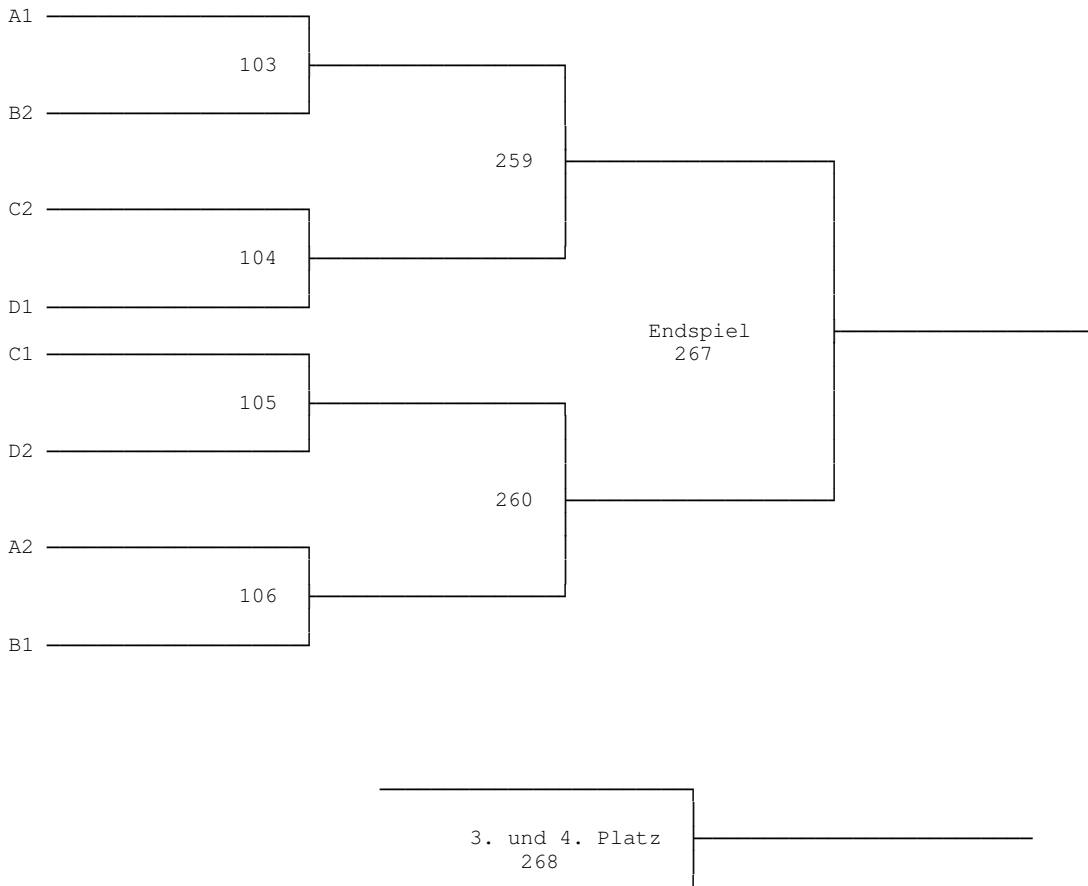 A1
103
B2
259
C2
104
D1
Endspiel
267
C1
105
D2
260
A2
106
B1
3. und 4. Platz
268